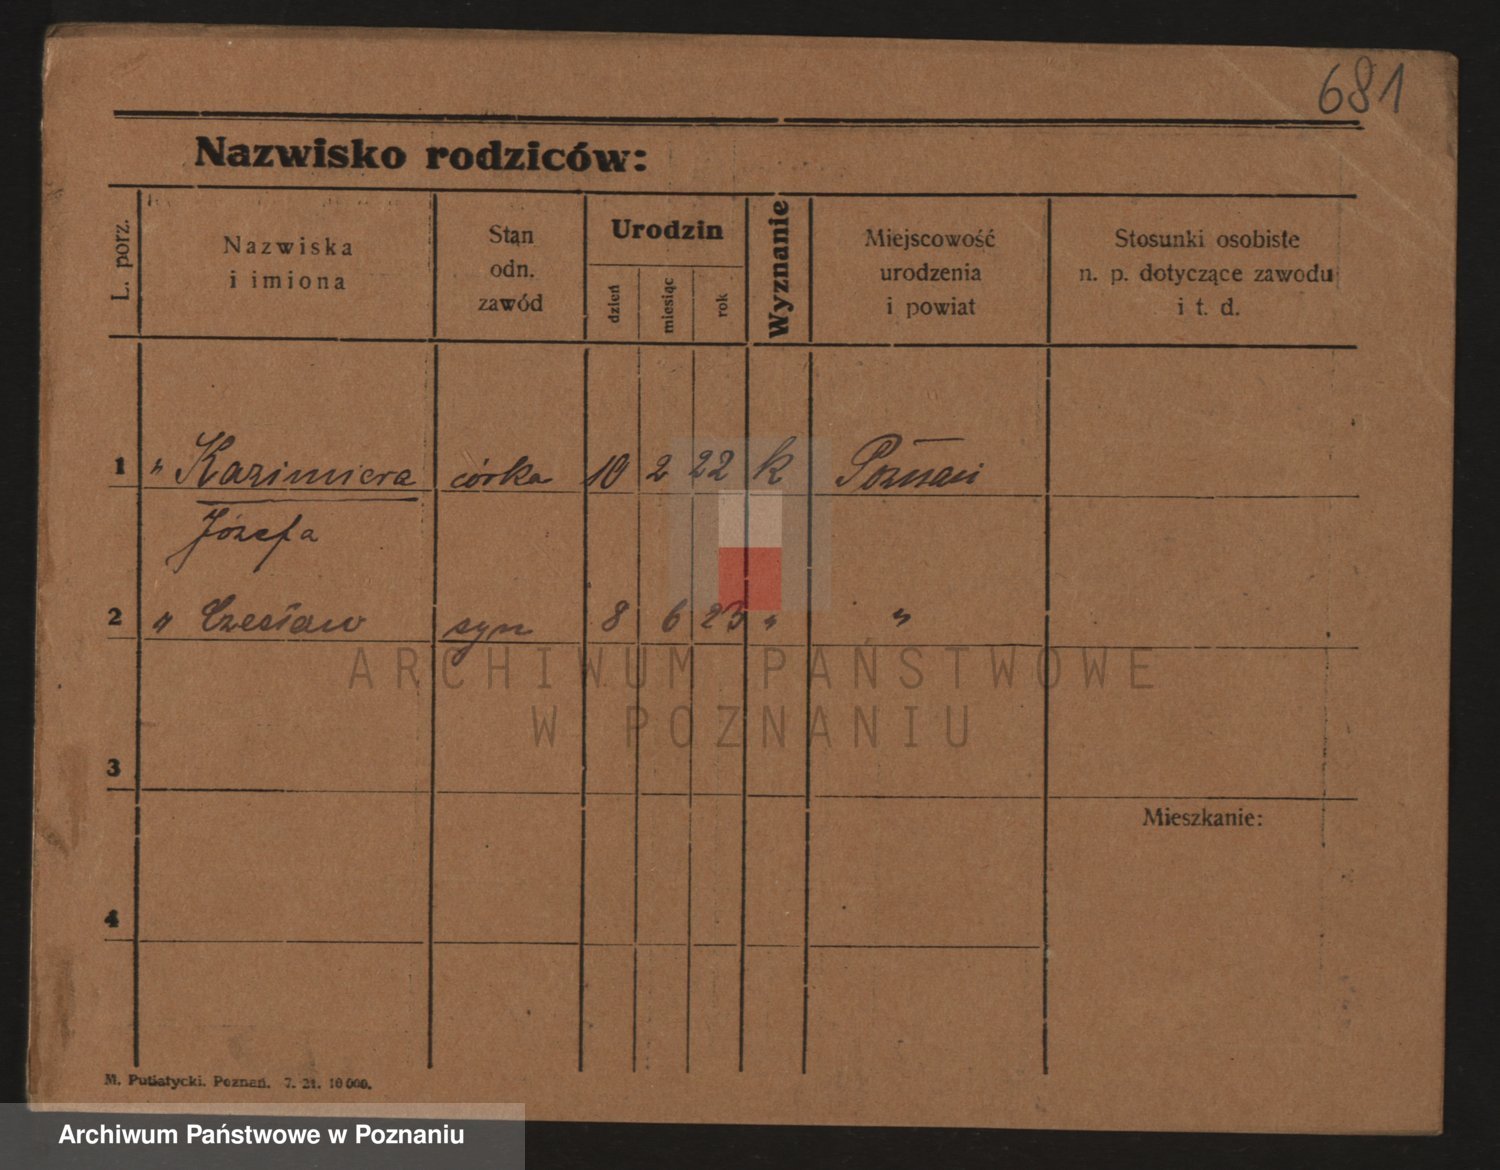 681
Nazwisko rodziców:
L. porz.
Nazwiska
i imiona
Stan
odn.
zawód
Urodzin
dzień
miesiąc
rok
Wyznanie
Miejscowość
urodzenia
i powiat
Stosunki osobiste
n. p. dotyczące zawodu
i t. d.
1 " Kazimiera córka 10 2 22 k Poznań
Józefa
2 " Czesław syn 8 6 23 " "
ARCHIWUM PAŃSTWOWE
W POZNANIU
3
Mieszkanie:
4
M. Putiatycki. Poznań. 7. 21. 10000.
Archiwum Państwowe w Poznaniu